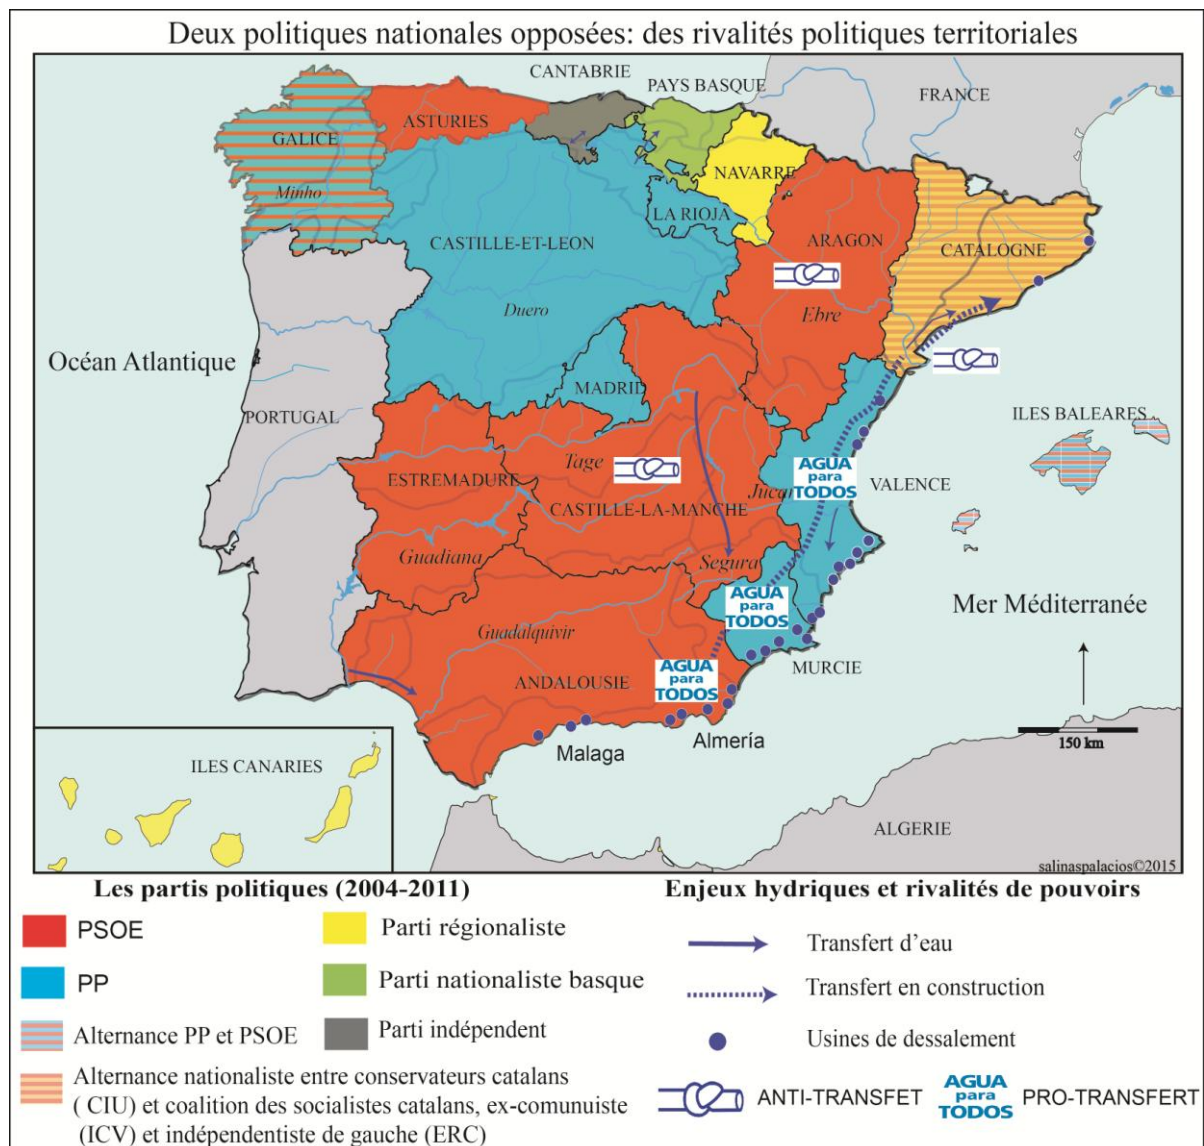 Deux politiques nationales opposées: des rivalités politiques territoriales
CANTABRIE
PAYS BASQUE
FRANCE
ASTURIES
GALICE
Minho
NAVARRE
LA RIOJA
CASTILLE-ET-LEON
ARAGON
CATALOGNE
Duero
Ebre
Océan Atlantique
MADRID
PORTUGAL
ILES BALEARES
Tage
ESTREMADURE
AGUA
para
TODOS
Jucar
VALENCE
CASTILLE-LA-MANCHE
Guadiana
Segura
AGUA
para
TODOS
Mer Méditerranée
Guadalquivir
MURCIE
ANDALOUSIE
AGUA
para
TODOS
150 km
Malaga
Almería
ILES CANARIES
ALGERIE
salinaspalacios©2015
Les partis politiques (2004-2011)
PSOE
PP
Alternance PP et PSOE
Alternance nationaliste entre conservateurs catalans
( CIU) et coalition des socialistes catalans, ex-comunuiste
(ICV) et indépendentiste de gauche (ERC)
Parti régionaliste
Parti nationaliste basque
Parti indépendent
Enjeux hydriques et rivalités de pouvoirs
Transfert d'eau
Transfert en construction
Usines de dessalement
ANTI-TRANSFET
AGUA
para
TODOS
PRO-TRANSFERT